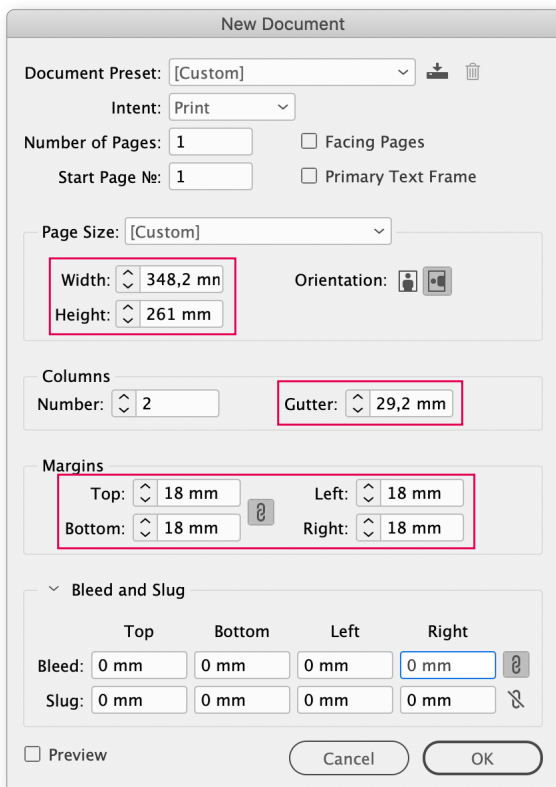 New Document
Document Preset: [Custom]
Intent: Print
Number of Pages: 1 Facing Pages
Start Page №: 1 Primary Text Frame
Page Size: [Custom]
Width: 348,2 mm Orientation:
Height: 261 mm
Columns
Number: 2 Gutter: 29,2 mm
Margins
Top: 18 mm Left: 18 mm
Bottom: 18 mm Right: 18 mm
Bleed and Slug
Top Bottom Left Right
Bleed: 0 mm 0 mm 0 mm 0 mm
Slug: 0 mm 0 mm 0 mm 0 mm
Preview Cancel OK